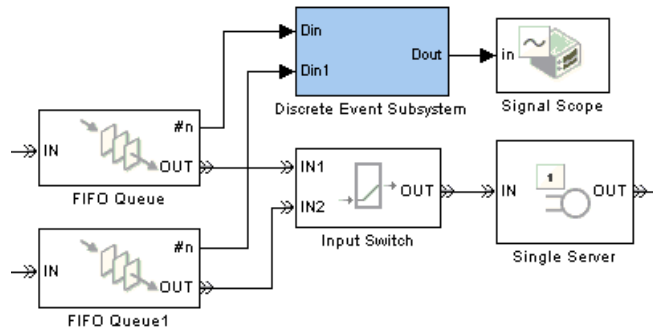 Din
Din1
Dout
Discrete Event Subsystem
in
Signal Scope
IN
#n
OUT
FIFO Queue
IN1
IN2
OUT
Input Switch
IN
1
OUT
Single Server
IN
#n
OUT
FIFO Queue1